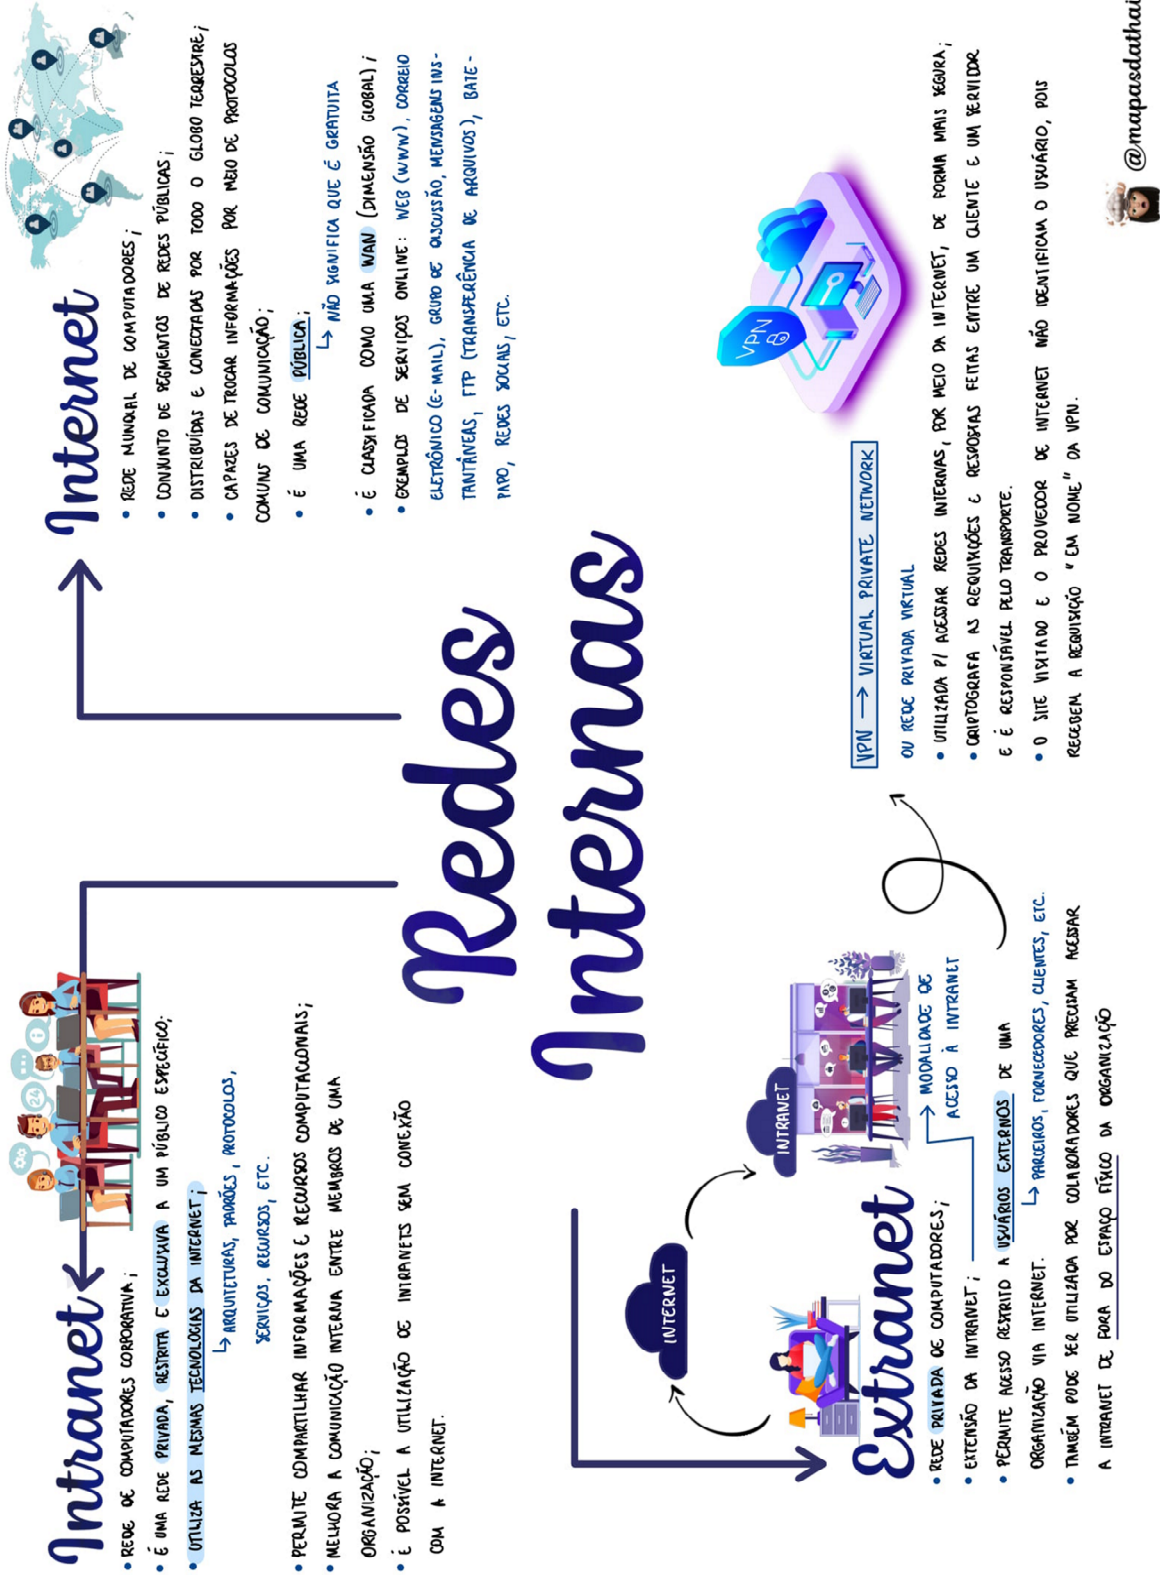 Redes
Internas
Intranet
• REDE DE COMPUTADORES CORPORATIVA;
• É UMA REDE PRIVADA, RESTRITA E EXCLUSIVA A UM PÚBLICO ESPECÍFICO;
• UTILIZA AS MESMAS TECNOLOGIAS DA INTERNET;
↳ ARQUITETURAS, PADRÕES, PROTOCOLOS,
SERVIÇOS, RECURSOS, ETC.
• PERMITE COMPARTILHAR INFORMAÇÕES E RECURSOS COMPUTACIONAIS;
• MELHORA A COMUNICAÇÃO INTERNA ENTRE MEMBROS DE UMA
ORGANIZAÇÃO;
• É POSSÍVEL A UTILIZAÇÃO DE INTRANETS SEM CONEXÃO
COM A INTERNET.
24
Internet
• REDE MUNDIAL DE COMPUTADORES;
• CONJUNTO DE SEGMENTOS DE REDES PÚBLICAS;
• DISTRIBUÍDAS E CONECTADAS POR TODO O GLOBO TERRESTRE;
• CAPAZES DE TROCAR INFORMAÇÕES POR MEIO DE PROTOCOLOS
COMUNS DE COMUNICAÇÃO;
• É UMA REDE PÚBLICA;
↳ NÃO SIGNIFICA QUE É GRATUITA
• É CLASSIFICADA COMO UMA WAN (DIMENSÃO GLOBAL);
• EXEMPLOS DE SERVIÇOS ONLINE: WEB (WWW), CORREIO
ELETRÔNICO (E-MAIL), GRUPO DE DISCUSSÃO, MENSAGENS INS-
TANTÂNEAS, FTP (TRANSFERÊNCIA DE ARQUIVOS), BATE-
PAPO, REDES SOCIAIS, ETC.
INTERNET
INTRANET
Extranet
• REDE PRIVADA DE COMPUTADORES;
• EXTENSÃO DA INTRANET;
→ MODALIDADE DE
ACESSO À INTRANET
• PERMITE ACESSO RESTRITO A USUÁRIOS EXTERNOS DE UMA
ORGANIZAÇÃO VIA INTERNET.
↳ PARCEIROS, FORNECEDORES, CLIENTES, ETC.
• TAMBÉM PODE SER UTILIZADA POR COLABORADORES QUE PRECISAM ACESSAR
A INTRANET DE FORA DO ESPAÇO FÍSICO DA ORGANIZAÇÃO
VPN
VPN → VIRTUAL PRIVATE NETWORK
OU REDE PRIVADA VIRTUAL
• UTILIZADA P/ ACESSAR REDES INTERNAS, POR MEIO DA INTERNET, DE FORMA MAIS SEGURA;
• CRIPTOGRAFA AS REQUISIÇÕES E RESPOSTAS FEITAS ENTRE UM CLIENTE E UM SERVIDOR
E É RESPONSÁVEL PELO TRANSPORTE.
• O SITE VISITADO E O PROVEDOR DE INTERNET NÃO IDENTIFICAM O USUÁRIO, POIS
RECEBEM A REQUISIÇÃO "EM NOME" DA VPN.
@mapasdathai